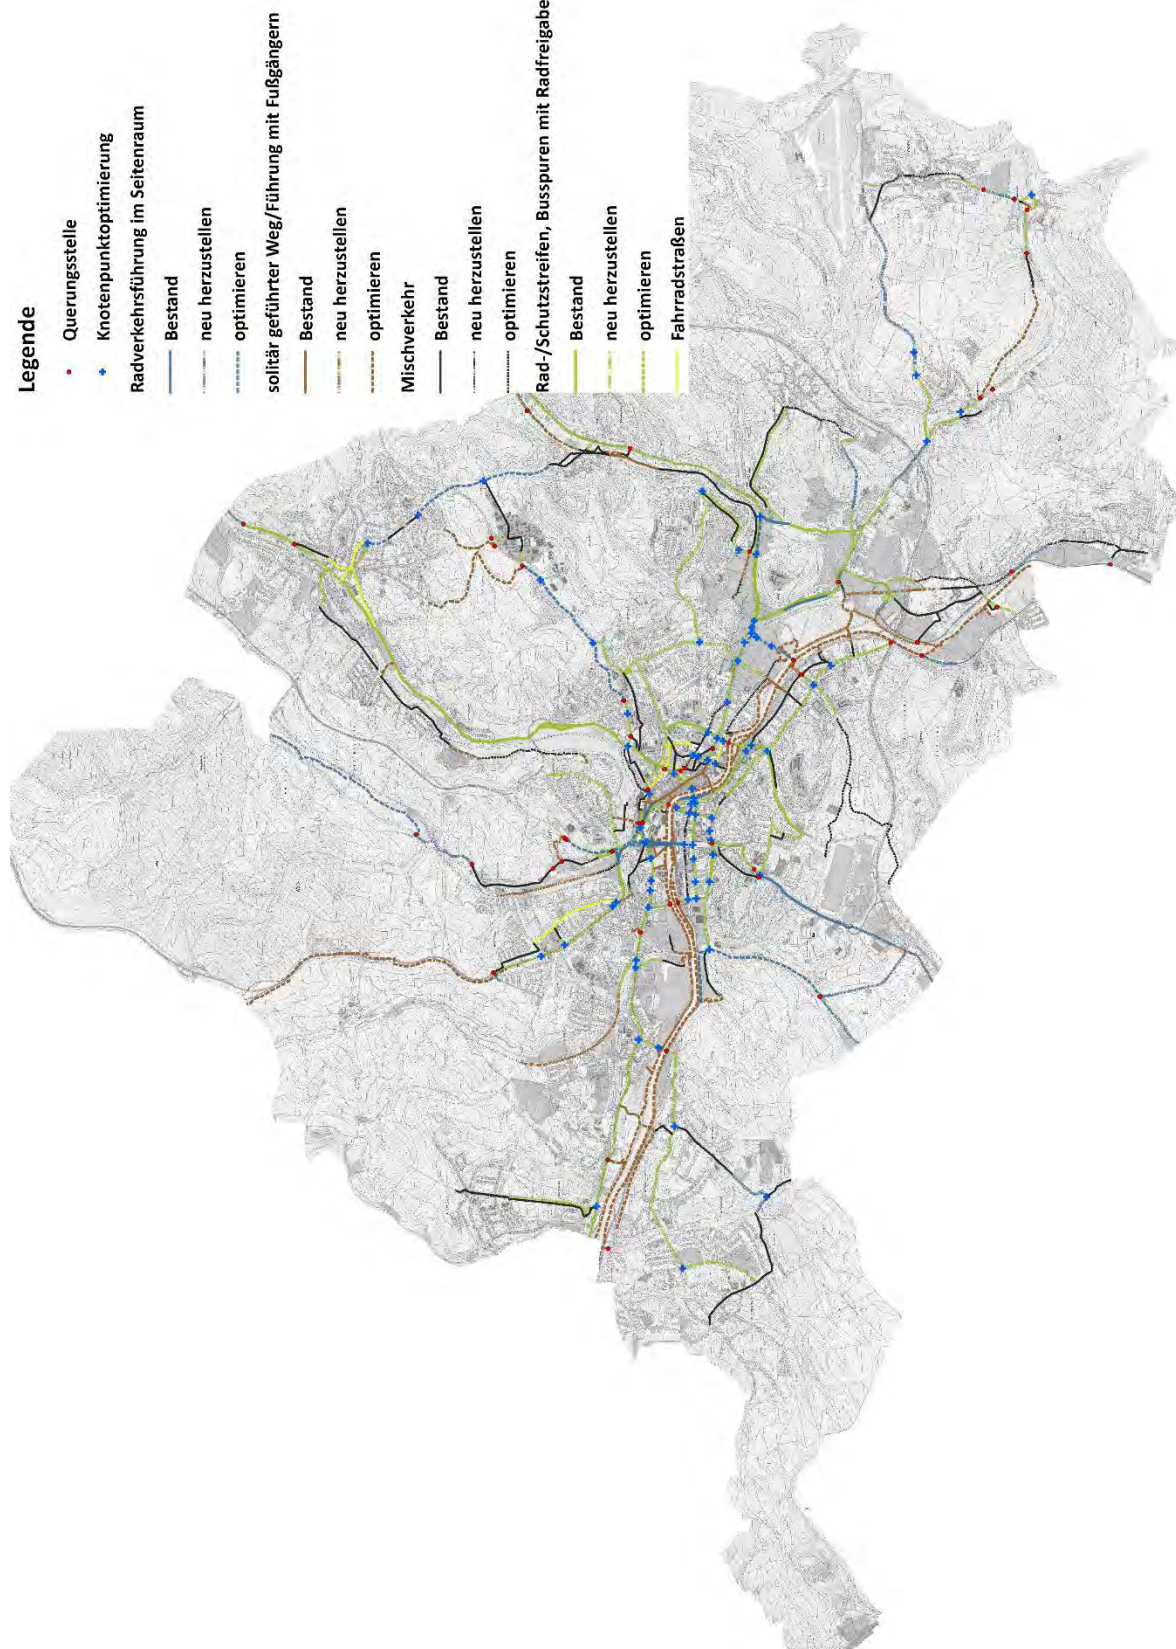 Legende
Querungsstelle
Knotenpunktoptimierung
Radverkehrsführung im Seitenraum
Bestand
neu herzustellen
optimieren
solitär geführter Weg/Führung mit Fußgängern
Bestand
neu herzustellen
optimieren
Mischverkehr
Bestand
neu herzustellen
optimieren
Rad-/Schutzstreifen, Busspuren mit Radfreigabe
Bestand
neu herzustellen
optimieren
Fahrradstraßen